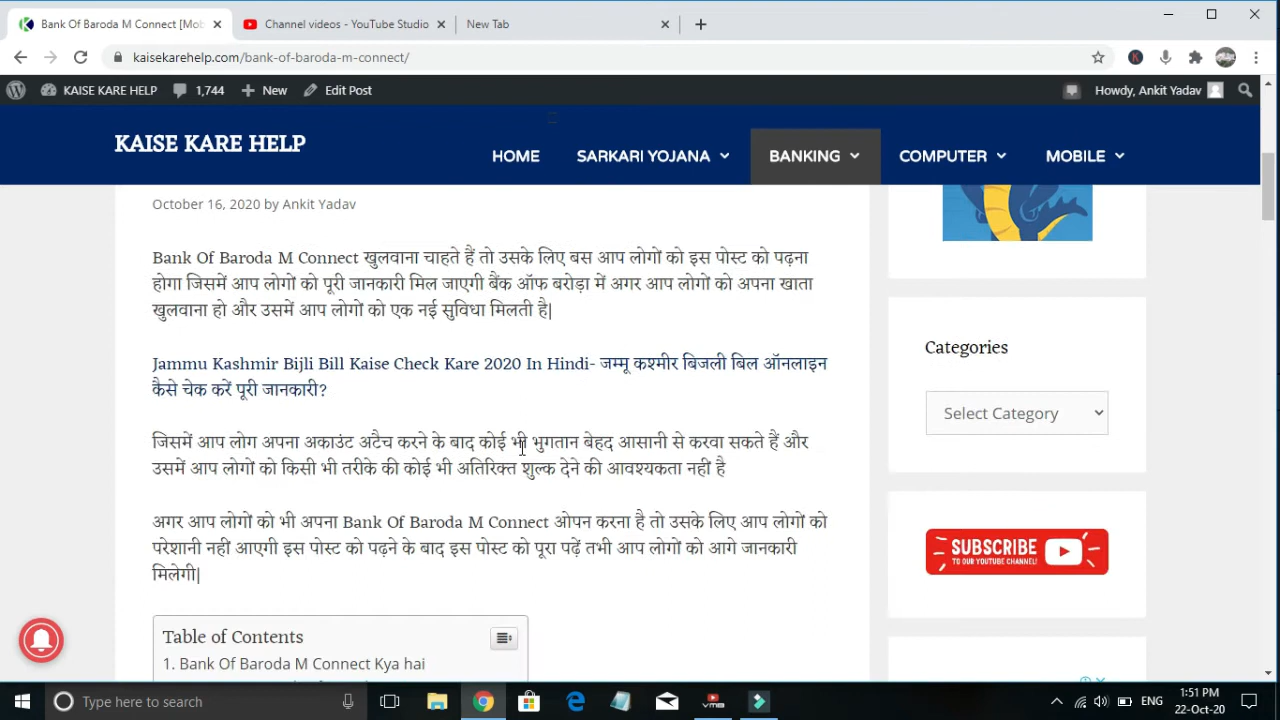 Bank Of Baroda M Connect [Mob
Channel videos - YouTube Studio
New Tab
kaisekarehelp.com/bank-of-baroda-m-connect/
KAISE KARE HELP
1,744
New
Edit Post
Howdy, Ankit Yadav
KAISE KARE HELP
HOME
SARKARI YOJANA
BANKING
COMPUTER
MOBILE
October 16, 2020 by Ankit Yadav
Bank Of Baroda M Connect खुलवाना चाहते हैं तो उसके लिए बस आप लोगों को इस पोस्ट को पढ़ना
होगा जिसमें आप लोगों को पूरी जानकारी मिल जाएगी बैंक ऑफ बरोड़ा में अगर आप लोगों को अपना खाता
खुलवाना हो और उसमें आप लोगों को एक नई सुविधा मिलती है|
Jammu Kashmir Bijli Bill Kaise Check Kare 2020 In Hindi- जम्मू कश्मीर बिजली बिल ऑनलाइन
कैसे चेक करें पूरी जानकारी?
जिसमें आप लोग अपना अकाउंट अटैच करने के बाद कोई भी भुगतान बेहद आसानी से करवा सकते हैं और
उसमें आप लोगों को किसी भी तरीके की कोई भी अतिरिक्त शुल्क देने की आवश्यकता नहीं है
अगर आप लोगों को भी अपना Bank Of Baroda M Connect ओपन करना है तो उसके लिए आप लोगों को
परेशानी नहीं आएगी इस पोस्ट को पढ़ने के बाद इस पोस्ट को पूरा पढ़ें तभी आप लोगों को आगे जानकारी
मिलेगी|
Table of Contents
1. Bank Of Baroda M Connect Kya hai
Categories
Select Category
SUBSCRIBE
TO OUR YOUTUBE CHANNEL!
Type here to search
ENG
1:51 PM
22-Oct-20